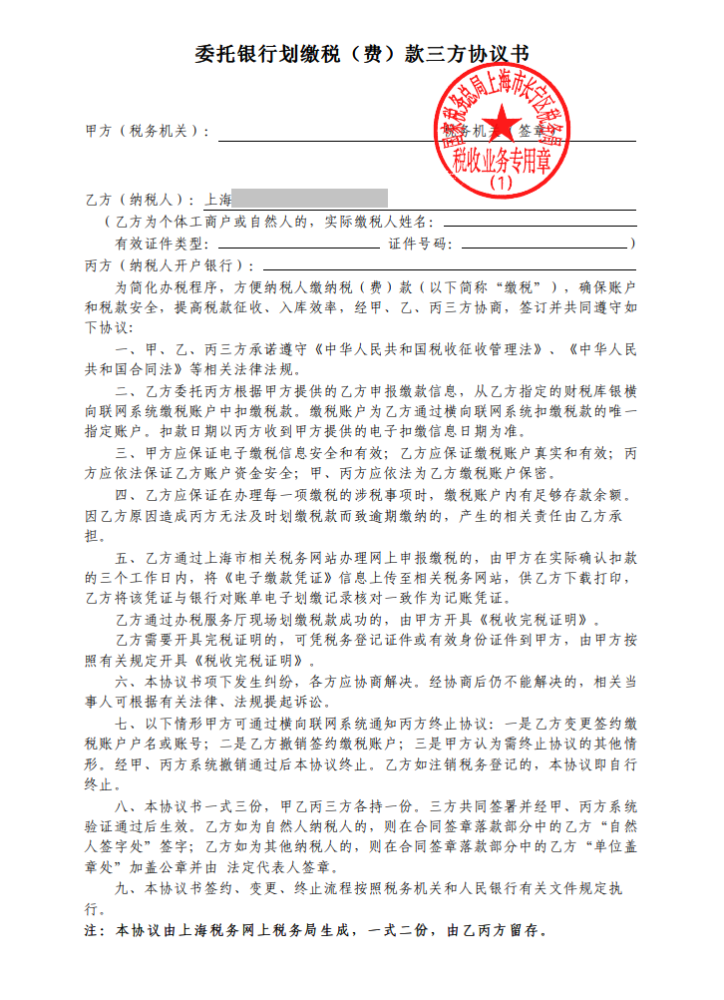 委托银行划缴税（费）款三方协议书
国家税务总局上海市长宁区税务局
甲方（税务机关）：
税务机关（签章）
税收业务专用章
(1)
乙方（纳税人）：上海
（乙方为个体工商户或自然人的，实际缴税人姓名：
有效证件类型： 证件号码： ）
丙方（纳税人开户银行）：
为简化办税程序，方便纳税人缴纳税（费）款（以下简称“缴税”），确保账户
和税款安全，提高税款征收、入库效率，经甲、乙、丙三方协商，签订并共同遵守如
下协议：
一、甲、乙、丙三方承诺遵守《中华人民共和国税收征收管理法》、《中华人民
共和国合同法》等相关法律法规。
二、乙方委托丙方根据甲方提供的乙方申报缴款信息，从乙方指定的财税库银横
向联网系统缴税账户中扣缴税款。缴税账户为乙方通过横向联网系统扣缴税款的唯一
指定账户。扣款日期以丙方收到甲方提供的电子扣缴信息日期为准。
三、甲方应保证电子缴税信息安全和有效；乙方应保证缴税账户真实和有效；丙
方应依法保证乙方账户资金安全；甲、丙方应依法为乙方缴税账户保密。
四、乙方应保证在办理每一项缴税的涉税事项时，缴税账户内有足够存款余额。
因乙方原因造成丙方无法及时划缴税款而致逾期缴纳的，产生的相关责任由乙方承
担。
五、乙方通过上海市相关税务网站办理网上申报缴税的，由甲方在实际确认扣款
的三个工作日内，将《电子缴款凭证》信息上传至相关税务网站，供乙方下载打印，
乙方将该凭证与银行对账单电子划缴记录核对一致作为记账凭证。
乙方通过办税服务厅现场划缴税款成功的，由甲方开具《税收完税证明》。
乙方需要开具完税证明的，可凭税务登记证件或有效身份证件到甲方，由甲方按
照有关规定开具《税收完税证明》。
六、本协议书项下发生纠纷，各方应协商解决。经协商后仍不能解决的，相关当
事人可根据有关法律、法规提起诉讼。
七、以下情形甲方可通过横向联网系统通知丙方终止协议：一是乙方变更签约缴
税账户户名或账号；二是乙方撤销签约缴税账户；三是甲方认为需终止协议的其他情
形。经甲、丙方系统撤销通过后本协议终止。乙方如注销税务登记的，本协议即自行
终止。
八、本协议书一式三份，甲乙丙三方各持一份。三方共同签署并经甲、丙方系统
验证通过后生效。乙方如为自然人纳税人的，则在合同签章落款部分中的乙方“自然
人签字处”签字；乙方如为其他纳税人的，则在合同签章落款部分中的乙方“单位盖
章处”加盖公章并由 法定代表人签章。
九、本协议书签约、变更、终止流程按照税务机关和人民银行有关文件规定执
行。
注：本协议由上海税务网上税务局生成，一式二份，由乙丙方留存。